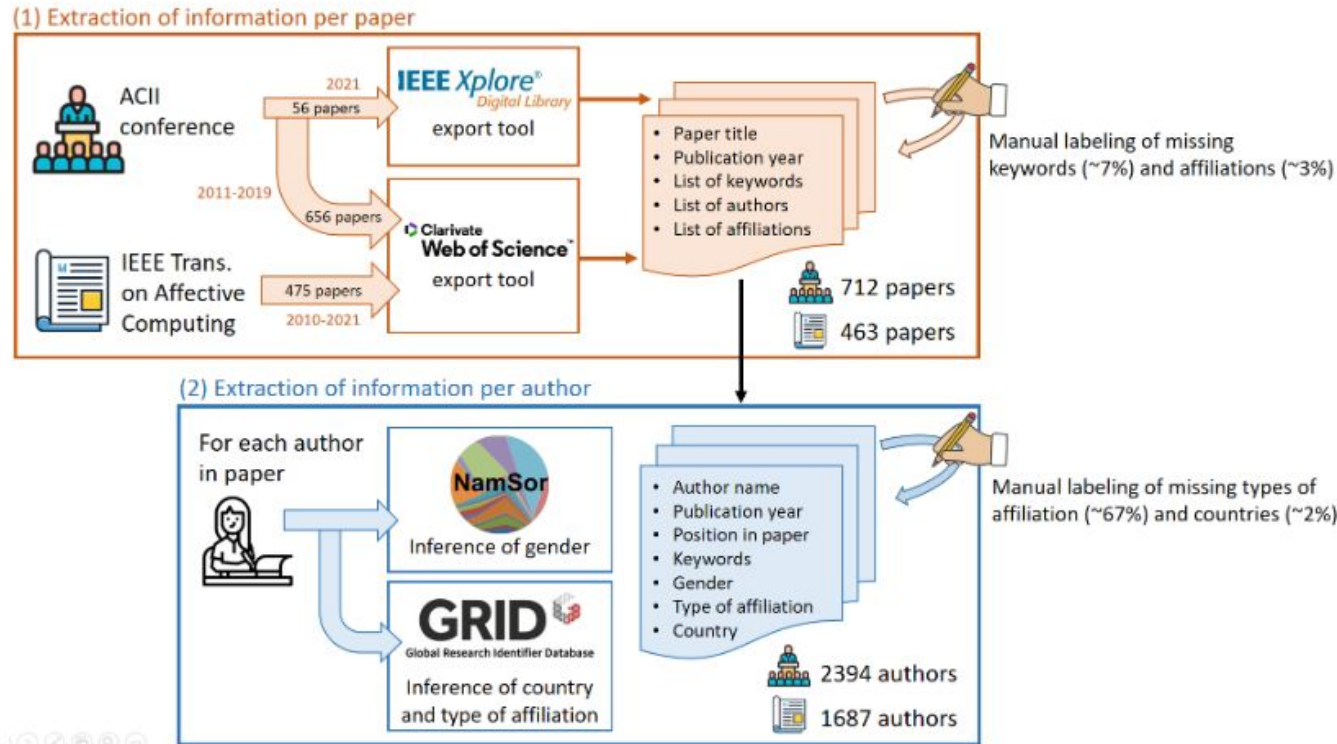 (1) Extraction of information per paper
ACII
conference
2021
56 papers
2011-2019
656 papers
IEEE Xplore®
Digital Library
export tool
Clarivate
Web of Science™
export tool
IEEE Trans.
on Affective
Computing
475 papers
2010-2021
• Paper title
• Publication year
• List of keywords
• List of authors
• List of affiliations
712 papers
463 papers
Manual labeling of missing
keywords (~7%) and affiliations (~3%)
(2) Extraction of information per author
For each author
in paper
NamSor
Inference of gender
GRID
Global Research Identifier Database
Inference of country
and type of affiliation
• Author name
• Publication year
• Position in paper
• Keywords
• Gender
• Type of affiliation
• Country
2394 authors
1687 authors
Manual labeling of missing types of
affiliation (~67%) and countries (~2%)